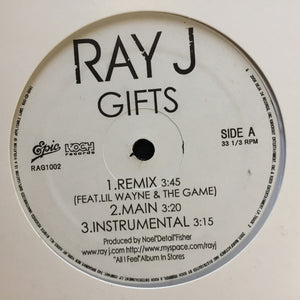 RAY J
GIFTS
Epic
KOCH
records
RAG1002
SIDE A
33 1/3 RPM
1.REMIX 3:45
(FEAT.LIL WAYNE & THE GAME)
2.MAIN 3:20
3.INSTRUMENTAL 3:15
Produced by Noel"Detail"Fisher
www.ray j.com http://www.myspace.com/rayj
"All I Feel"Album In Stores